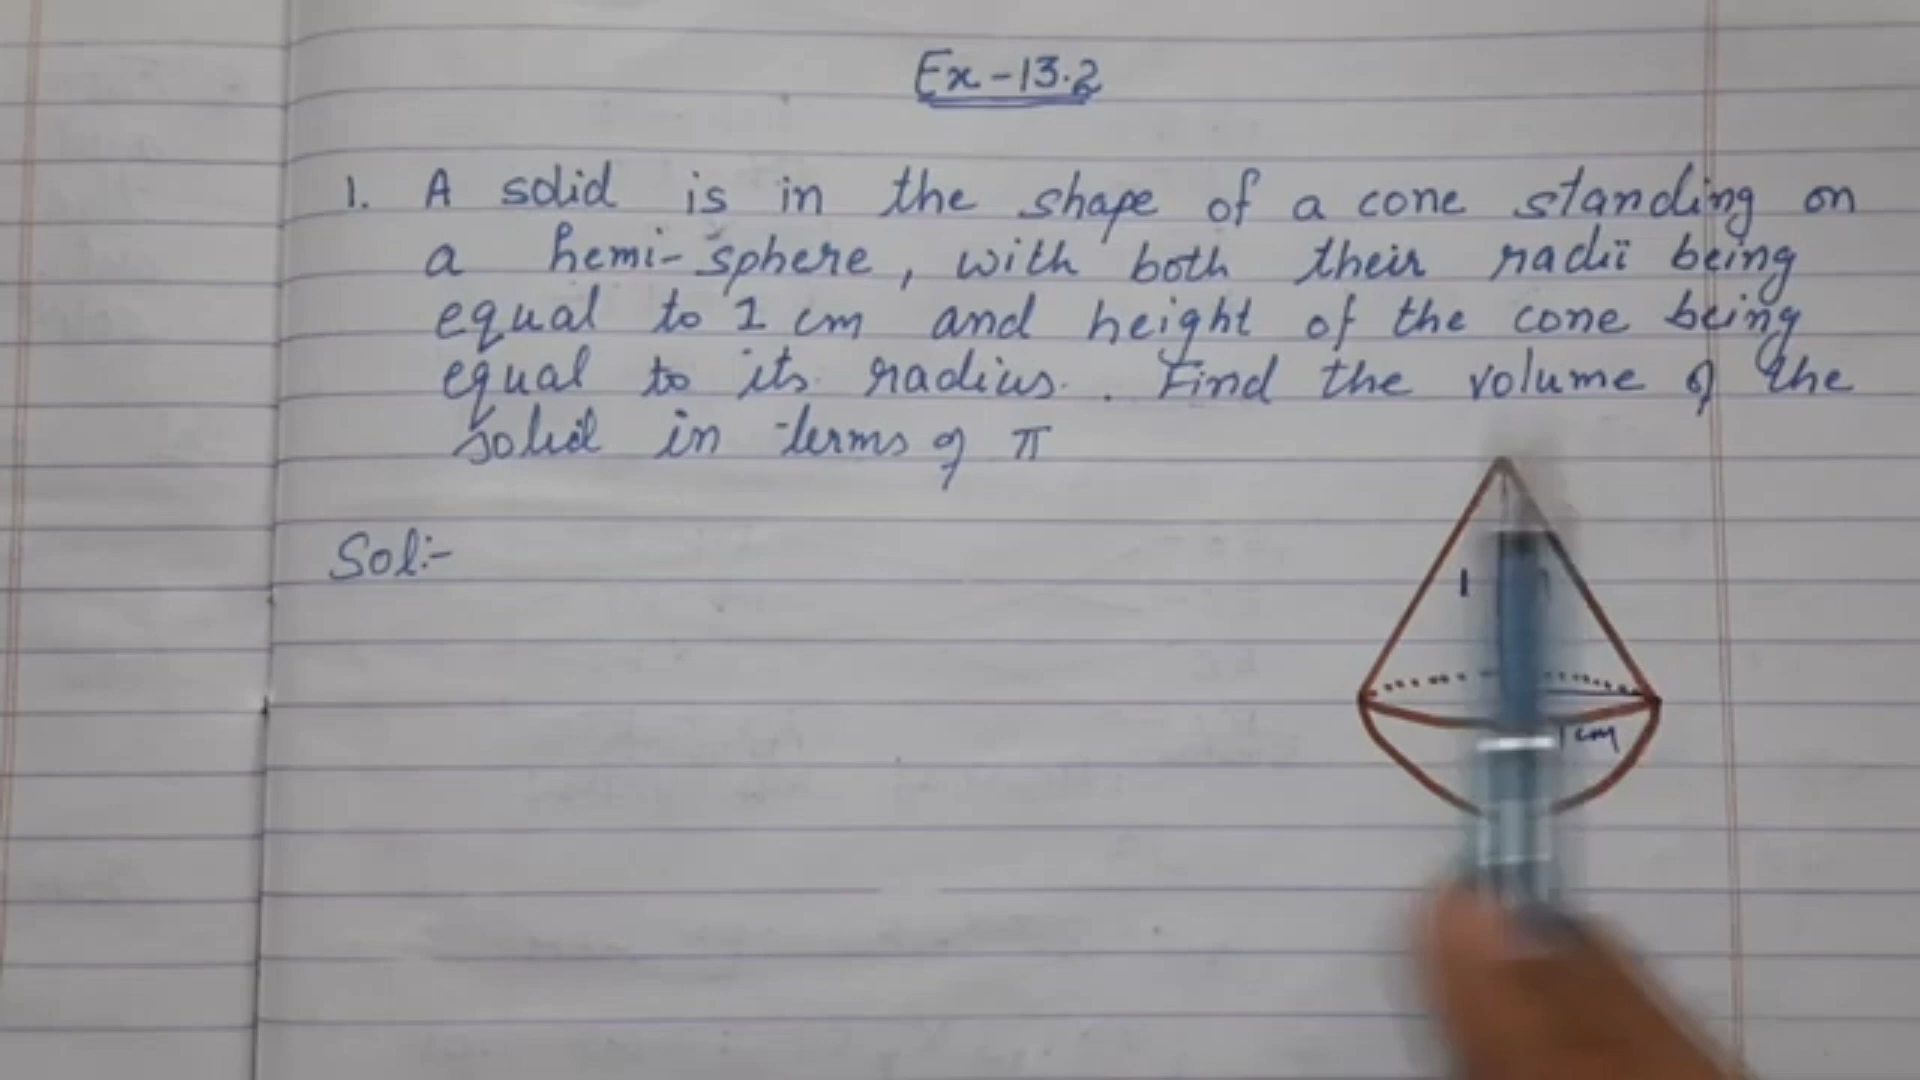 Ex-13.2
1. A solid is in the shape of a cone standing on
a hemi-sphere, with both their radii being
equal to 1 cm and height of the cone being
equal to its radius. Find the volume of the
solid in terms of π
Sol:-
1
1cm